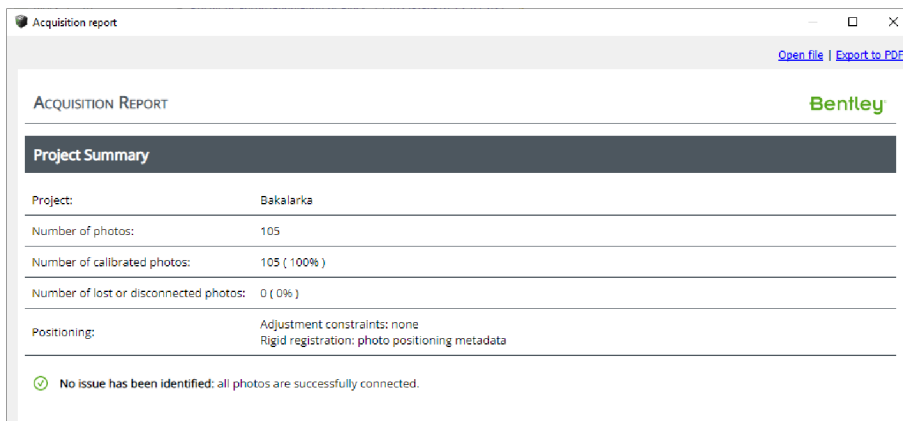 Acquisition report
Open file | Export to PDF
ACQUISITION REPORT
Bentley
Project Summary
Project: Bakalarka
Number of photos: 105
Number of calibrated photos: 105 ( 100% )
Number of lost or disconnected photos: 0 ( 0% )
Positioning: Adjustment constraints: none
Rigid registration: photo positioning metadata
No issue has been identified: all photos are successfully connected.